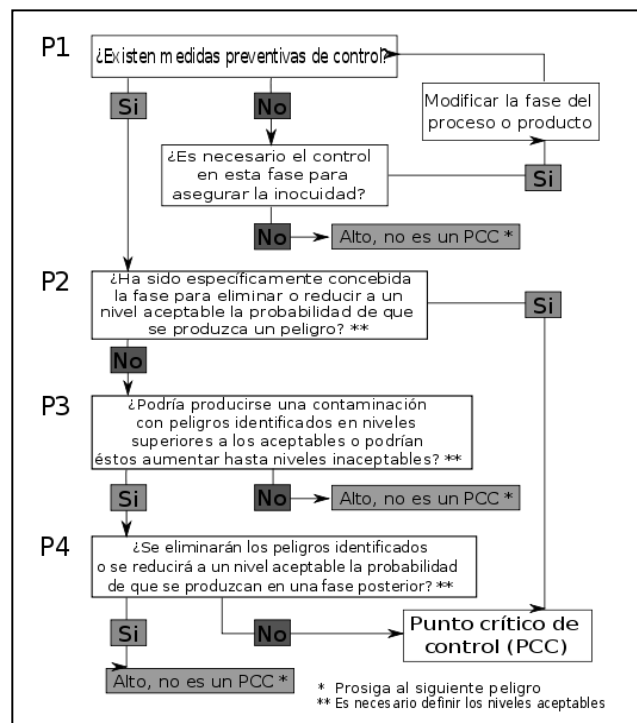 P1
¿Existen medidas preventivas de control?
Si
No
Modificar la fase del
proceso o producto
¿Es necesario el control
en esta fase para
asegurar la inocuidad?
Si
No
Alto, no es un PCC *
P2
¿Ha sido específicamente concebida
la fase para eliminar o reducir a un
nivel aceptable la probabilidad de que
se produzca un peligro? **
Si
No
P3
¿Podría producirse una contaminación
con peligros identificados en niveles
superiores a los aceptables o podrían
éstos aumentar hasta niveles inaceptables? **
Si
No
Alto, no es un PCC *
P4
¿Se eliminarán los peligros identificados
o se reducirá a un nivel aceptable la probabilidad
de que se produzcan en una fase posterior? **
Si
No
Punto crítico de
control (PCC)
Alto, no es un PCC *
* Prosiga al siguiente peligro
** Es necesario definir los niveles aceptables